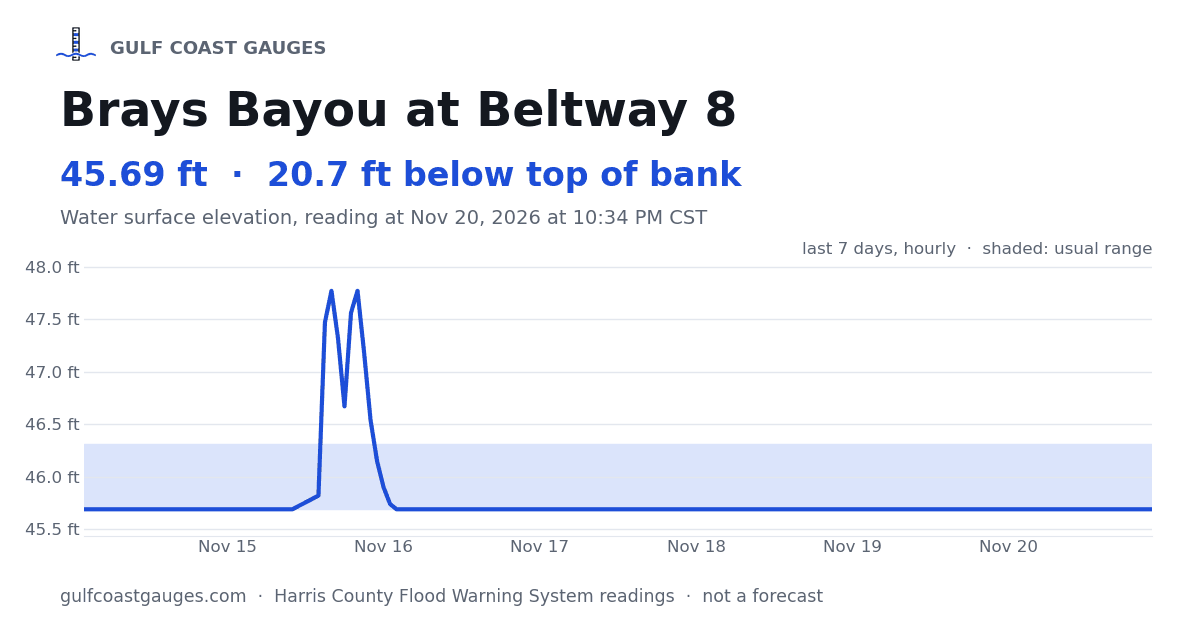 GULF COAST GAUGES
Brays Bayou at Beltway 8
45.69 ft · 20.7 ft below top of bank
Water surface elevation, reading at Nov 20, 2026 at 10:34 PM CST
last 7 days, hourly · shaded: usual range
48.0 ft
47.5 ft
47.0 ft
46.5 ft
46.0 ft
45.5 ft
Nov 15 Nov 16 Nov 17 Nov 18 Nov 19 Nov 20
gulfcoastgauges.com · Harris County Flood Warning System readings · not a forecast